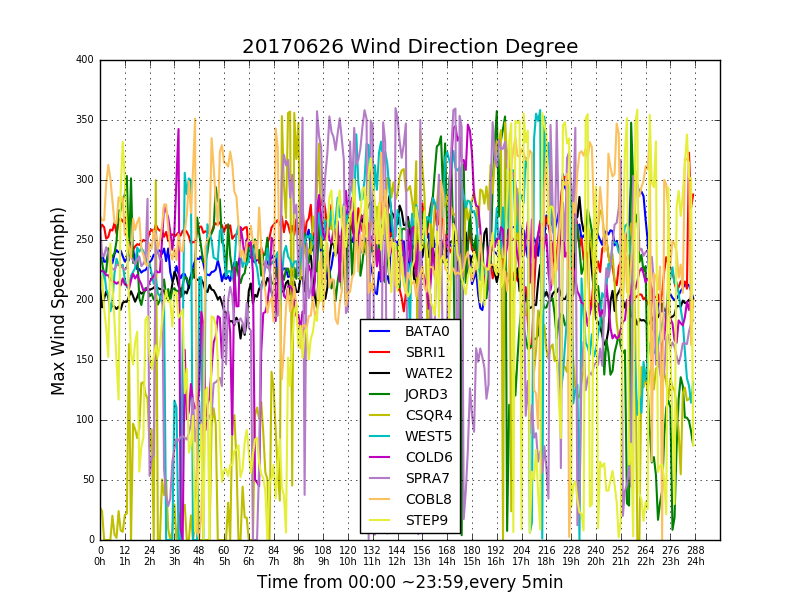 20170626 Wind Direction Degree
400
350
300
250
200
150
100
50
0
Max Wind Speed(mph)
BATA0
SBRI1
WATE2
JORD3
CSQR4
WEST5
COLD6
SPRA7
COBL8
STEP9
0 12 24 36 48 60 72 84 96 108 120 132 144 156 168 180 192 204 216 228 240 252 264 276 288
0h 1h 2h 3h 4h 5h 6h 7h 8h 9h 10h 11h 12h 13h 14h 15h 16h 17h 18h 19h 20h 21h 22h 23h 24h
Time from 00:00 ~23:59,every 5min